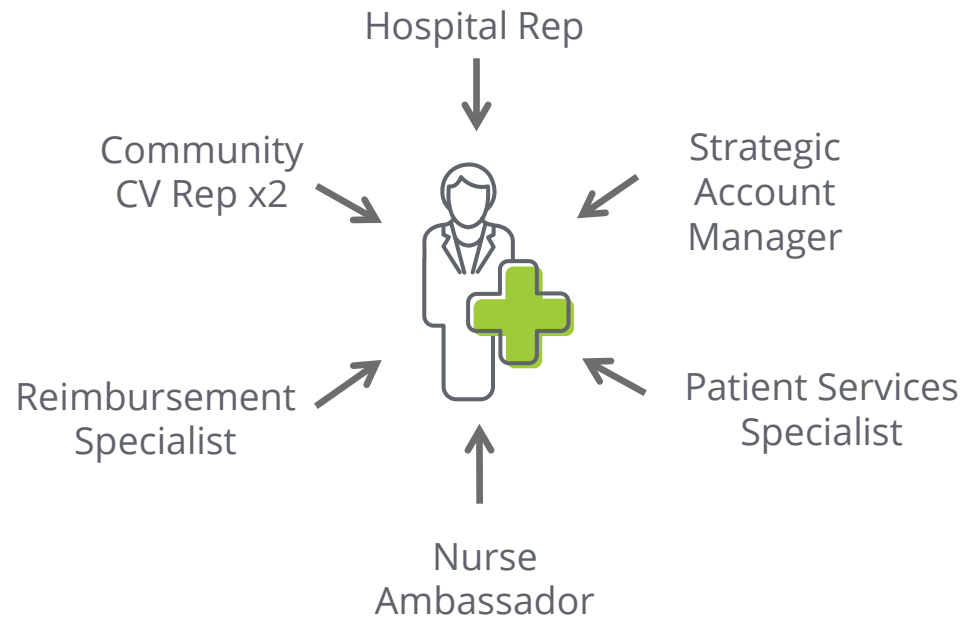 Hospital Rep
Community
CV Rep x2
Strategic
Account
Manager
Reimbursement
Specialist
Patient Services
Specialist
Nurse
Ambassador